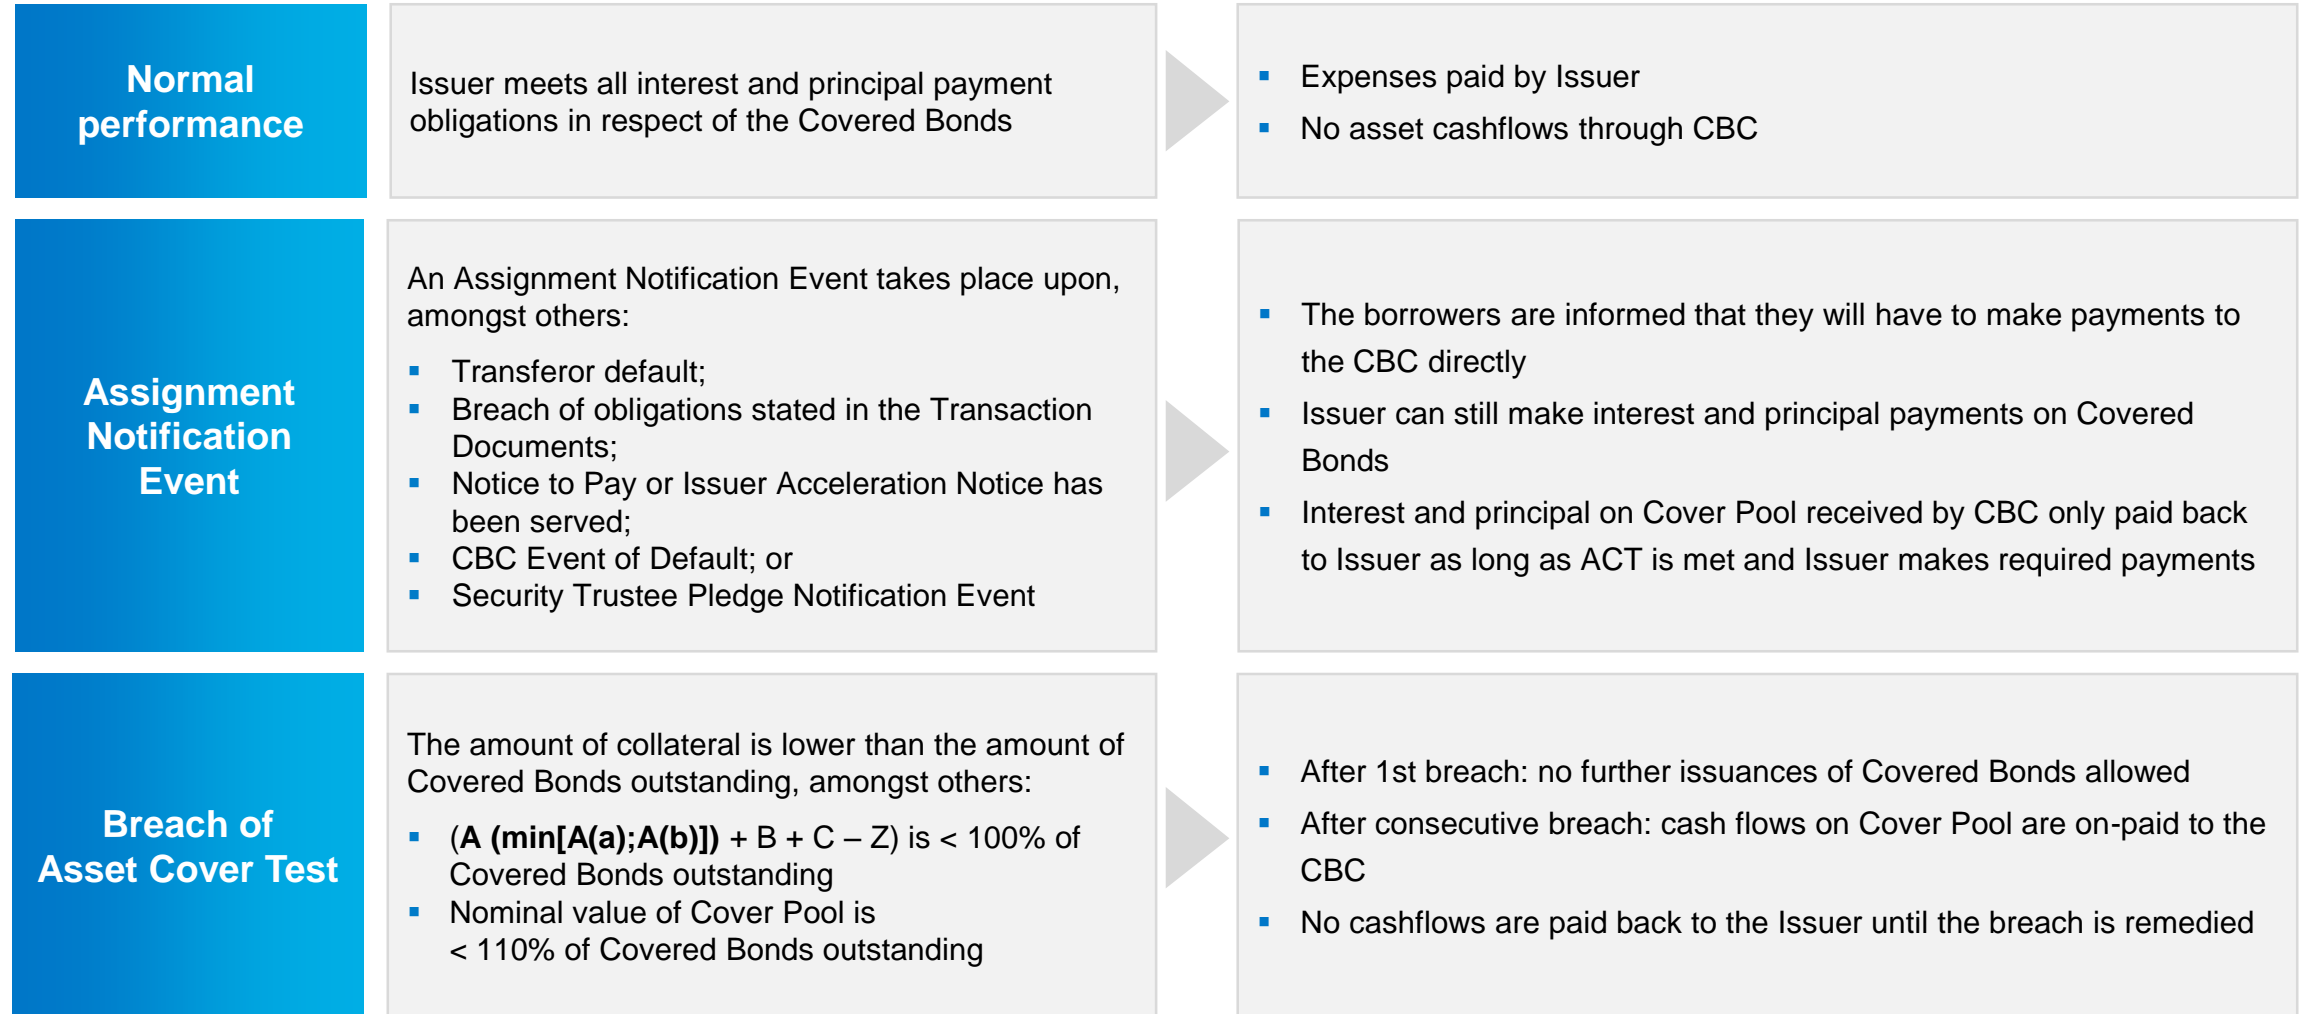 Normal
performance
Issuer meets all interest and principal payment
obligations in respect of the Covered Bonds
▪ Expenses paid by Issuer
▪ No asset cashflows through CBC
Assignment
Notification
Event
An Assignment Notification Event takes place upon,
amongst others:
▪ Transferor default;
▪ Breach of obligations stated in the Transaction
Documents;
▪ Notice to Pay or Issuer Acceleration Notice has
been served;
▪ CBC Event of Default; or
▪ Security Trustee Pledge Notification Event
▪ The borrowers are informed that they will have to make payments to
the CBC directly
▪ Issuer can still make interest and principal payments on Covered
Bonds
▪ Interest and principal on Cover Pool received by CBC only paid back
to Issuer as long as ACT is met and Issuer makes required payments
Breach of
Asset Cover Test
The amount of collateral is lower than the amount of
Covered Bonds outstanding, amongst others:
▪ (A (min[A(a);A(b)]) + B + C – Z) is < 100% of
Covered Bonds outstanding
▪ Nominal value of Cover Pool is
< 110% of Covered Bonds outstanding
▪ After 1st breach: no further issuances of Covered Bonds allowed
▪ After consecutive breach: cash flows on Cover Pool are on-paid to the
CBC
▪ No cashflows are paid back to the Issuer until the breach is remedied